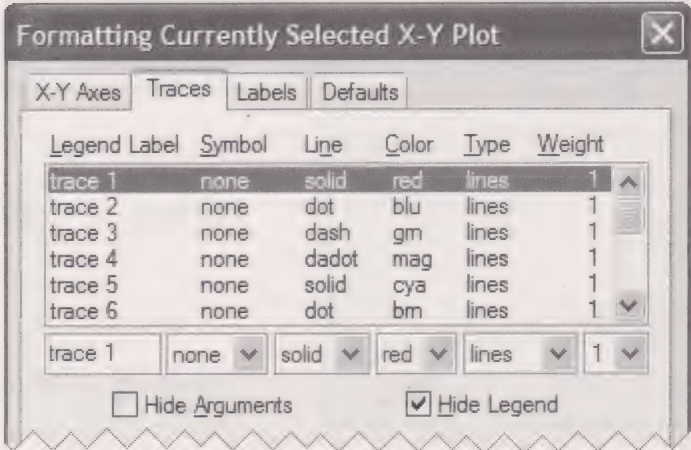 Formatting Currently Selected X-Y Plot
X-Y Axes Traces Labels Defaults
Legend Label Symbol Line Color Type Weight
trace 1 none solid red lines 1
trace 2 none dot blu lines 1
trace 3 none dash grn lines 1
trace 4 none dadot mag lines 1
trace 5 none solid cya lines 1
trace 6 none dot brn lines 1
trace 1 none solid red lines 1
Hide Arguments Hide Legend